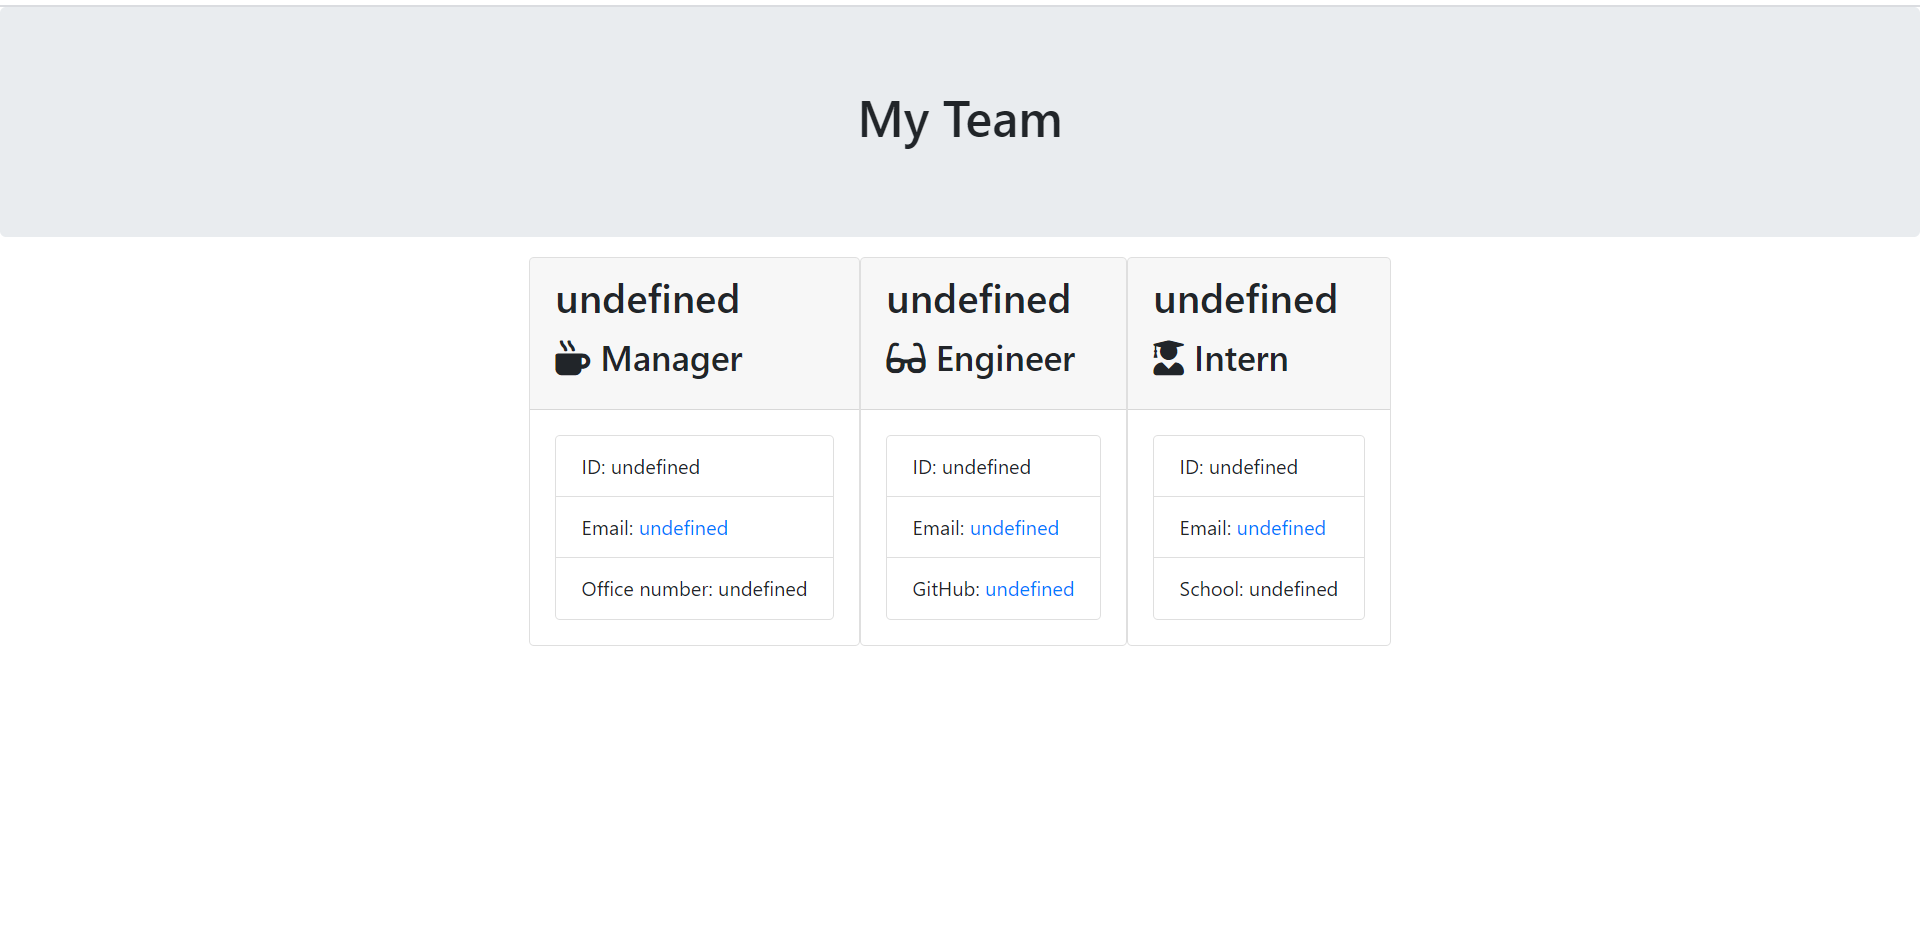 My Team
undefined
Manager
ID: undefined
Email: undefined
Office number: undefined
undefined
Engineer
ID: undefined
Email: undefined
GitHub: undefined
undefined
Intern
ID: undefined
Email: undefined
School: undefined